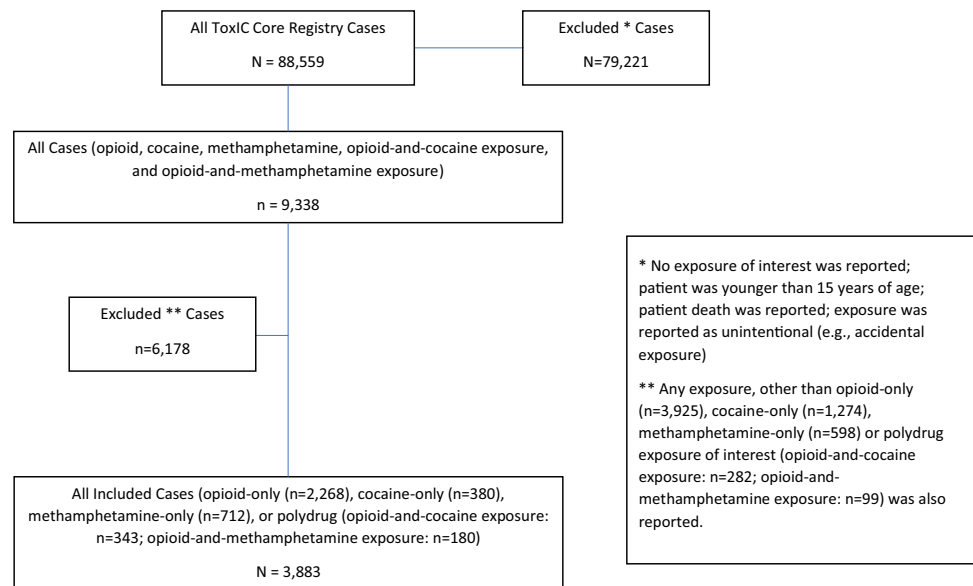 All ToxIC Core Registry Cases
N = 88,559
Excluded * Cases
N=79,221
All Cases (opioid, cocaine, methamphetamine, opioid-and-cocaine exposure,
and opioid-and-methamphetamine exposure)
n = 9,338
Excluded ** Cases
n=6,178
* No exposure of interest was reported;
patient was younger than 15 years of age;
patient death was reported; exposure was
reported as unintentional (e.g., accidental
exposure)
** Any exposure, other than opioid-only
(n=3,925), cocaine-only (n=1,274),
methamphetamine-only (n=598) or polydrug
exposure of interest (opioid-and-cocaine
exposure: n=282; opioid-and-
methamphetamine exposure: n=99) was also
reported.
All Included Cases (opioid-only (n=2,268), cocaine-only (n=380),
methamphetamine-only (n=712), or polydrug (opioid-and-cocaine exposure:
n=343; opioid-and-methamphetamine exposure: n=180)
N = 3,883